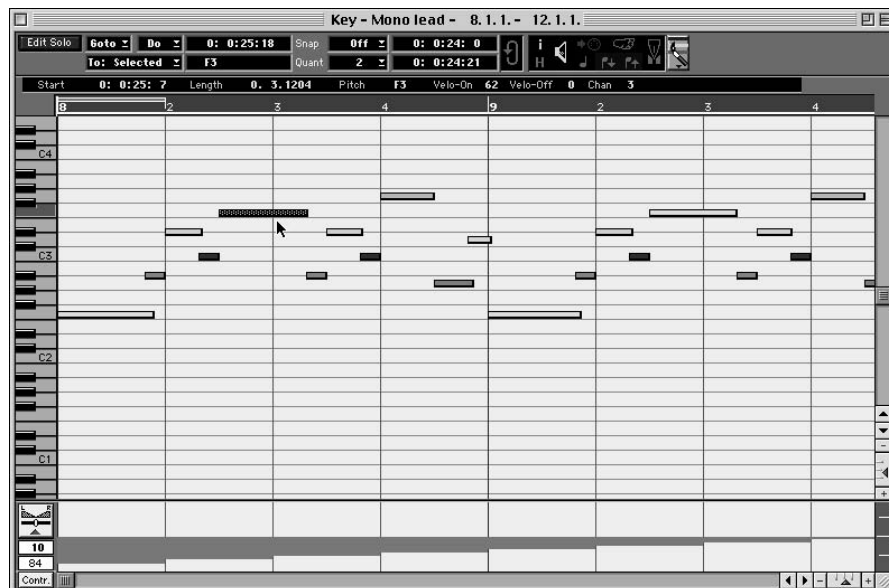 Key - Mono lead - 8. 1. 1. - 12. 1. 1.
Edit Solo Goto Do 0: 0:25:18 Snap Off 0: 0:24: 0 i
To: Selected F3 Quant 2 0: 0:24:21 H
Start 0: 0:25: 7 Length 0. 3.1204 Pitch F3 Velo-On 62 Velo-Off 0 Chan 3
8 2 3 4 9 2 3 4
C4
C3
C2
C1
L R
10
84
Contr.